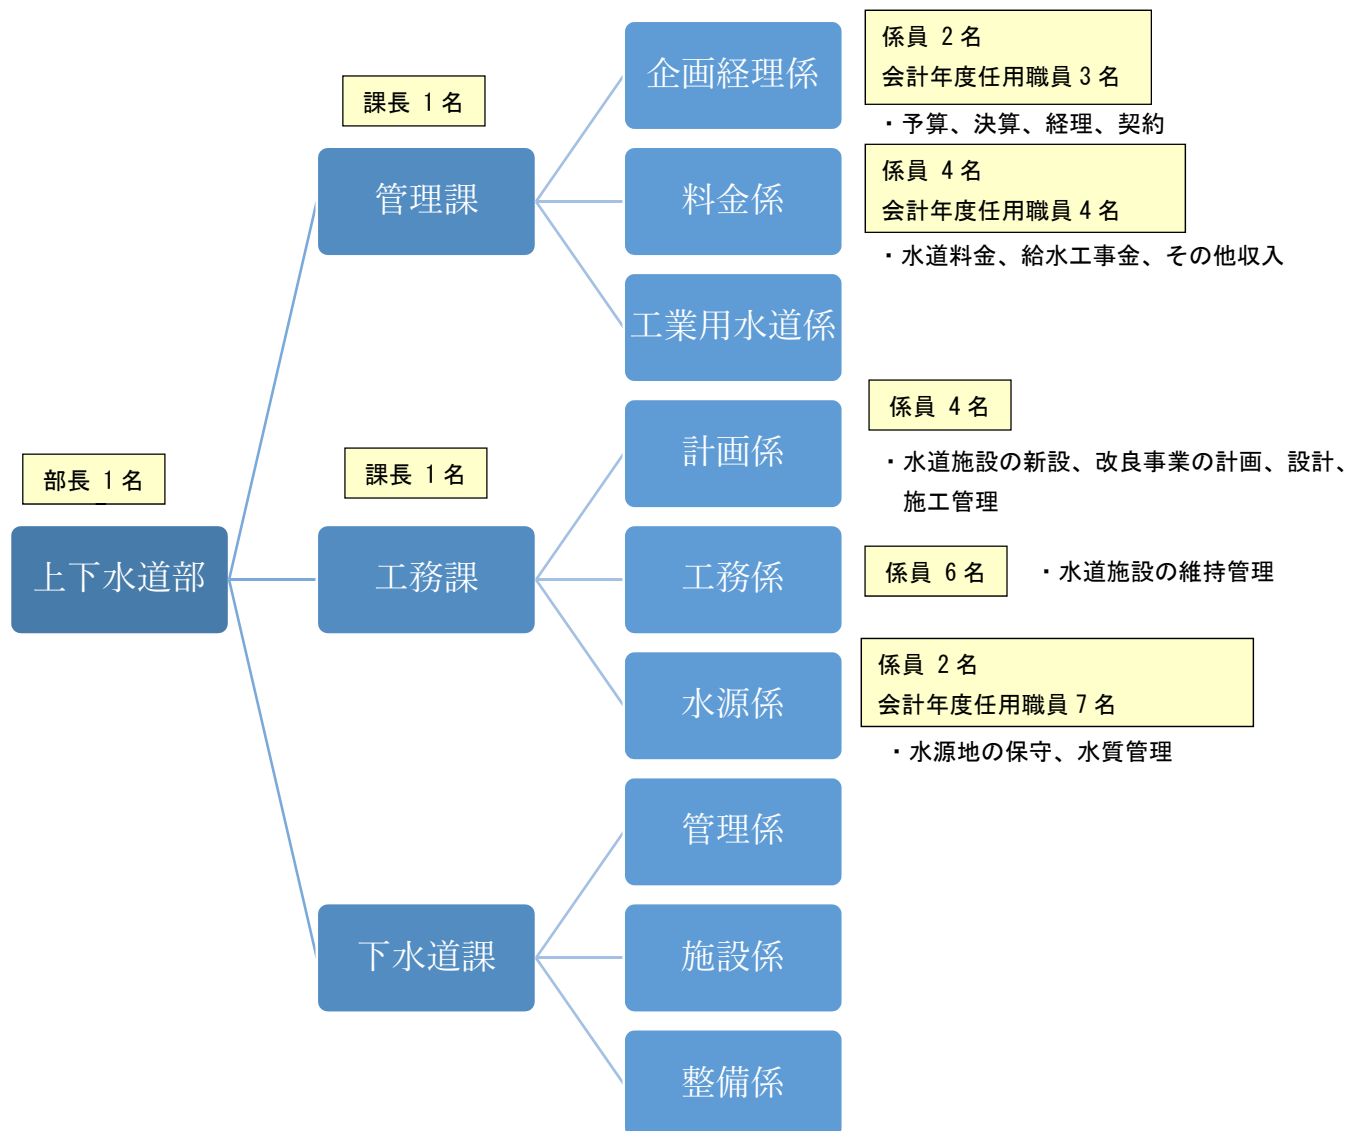 企画経理係
係員 2名
会計年度任用職員3名
・予算、決算、経理、契約
課長 1名
管理課
料金係
係員 4名
会計年度任用職員4名
・水道料金、給水工事金、その他収入
工業用水道係
計画係
係員 4名
・水道施設の新設、改良事業の計画、設計、
施工管理
部長 1名
上下水道部
課長 1名
工務課
工務係
係員 6名
・水道施設の維持管理
水源係
係員 2名
会計年度任用職員7名
・水源地の保守、水質管理
下水道課
管理係
施設係
整備係